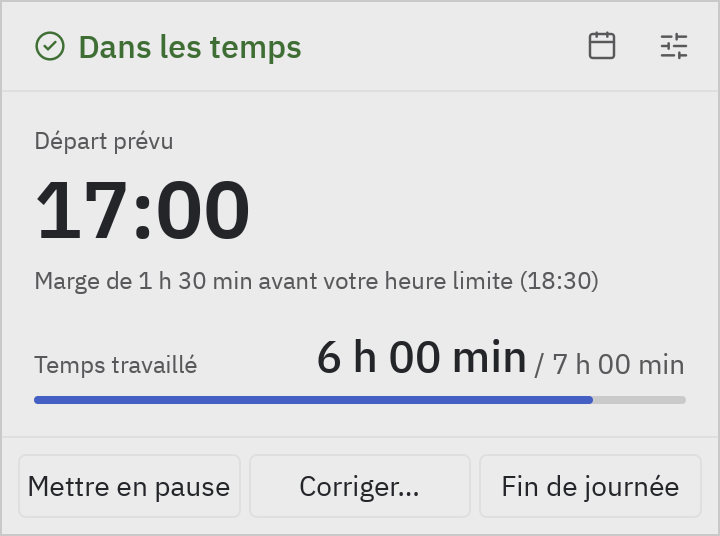 Dans les temps
Départ prévu
17:00
Marge de 1 h 30 min avant votre heure limite (18:30)
Temps travaillé 6 h 00 min / 7 h 00 min
Mettre en pause Corriger... Fin de journée